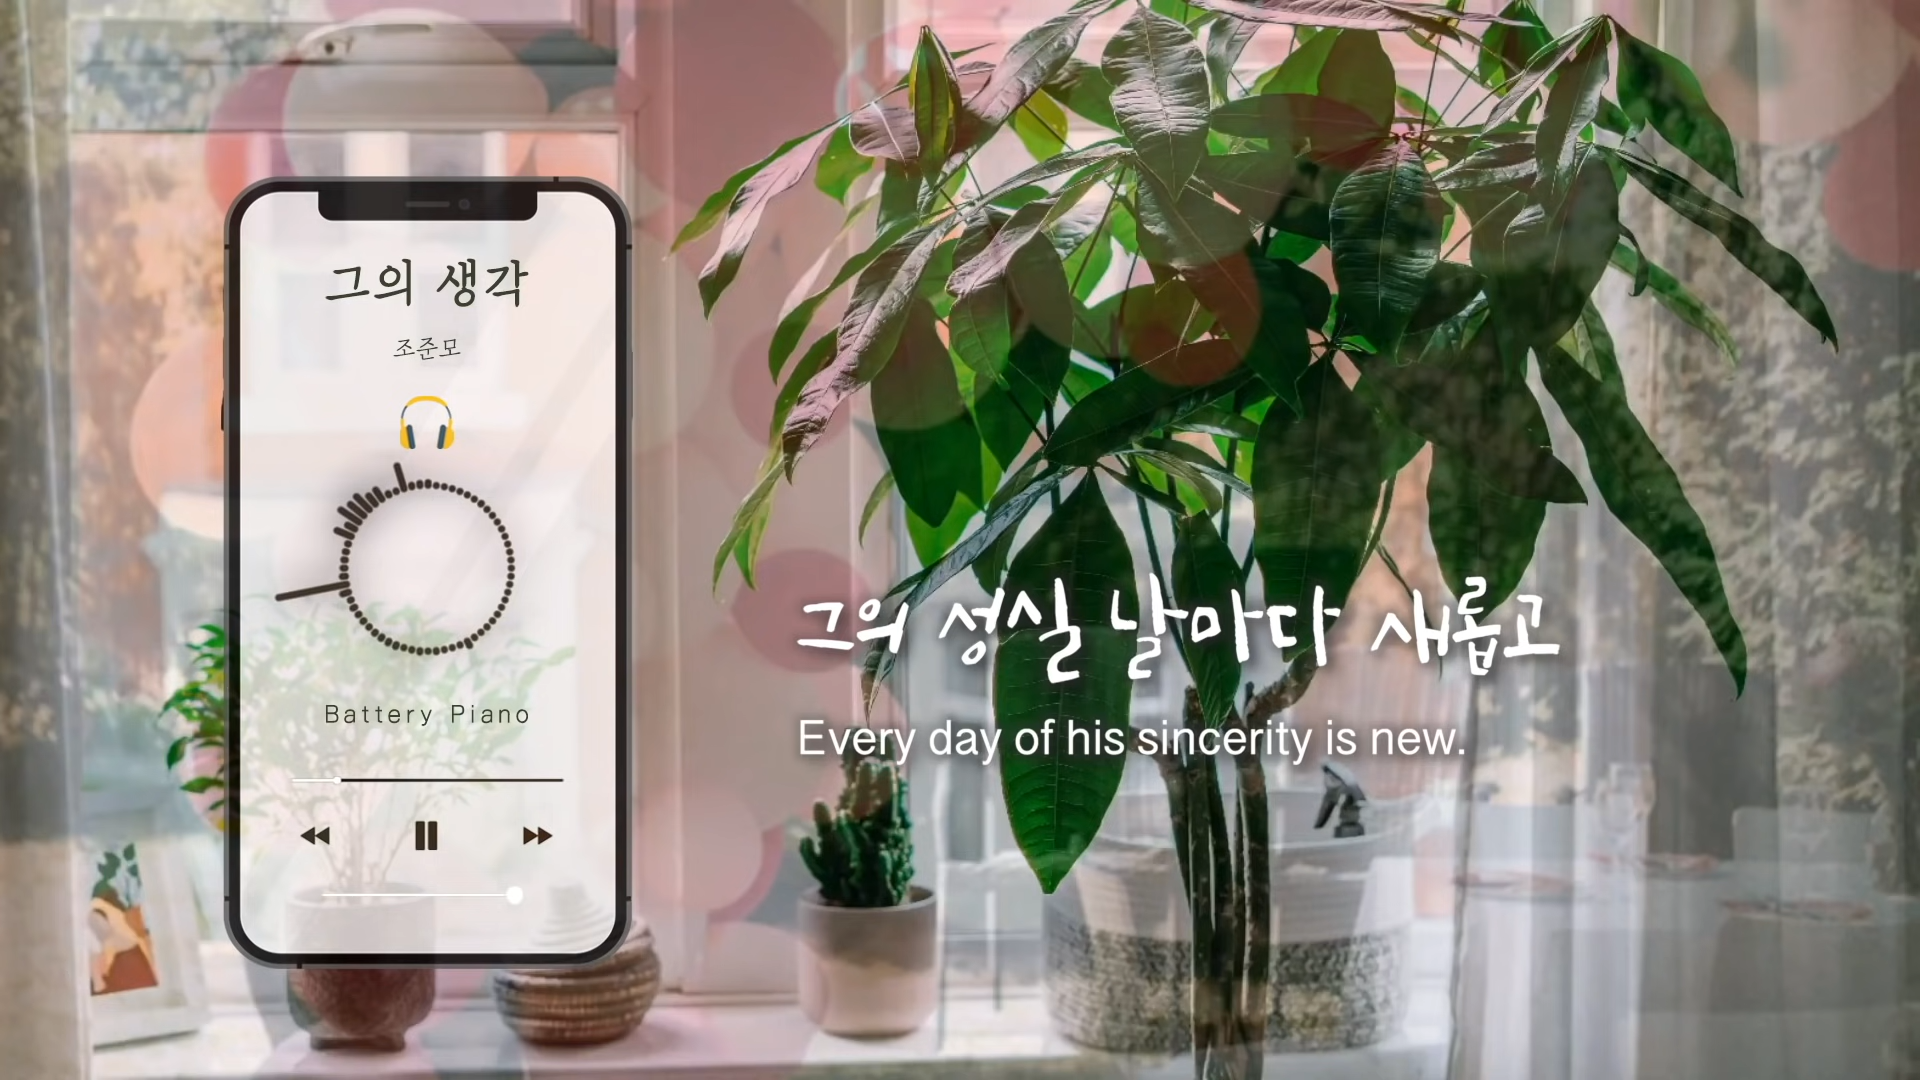 그의 생각
조준모
Battery Piano
그의 성실 날마다 새롭고
Every day of his sincerity is new.